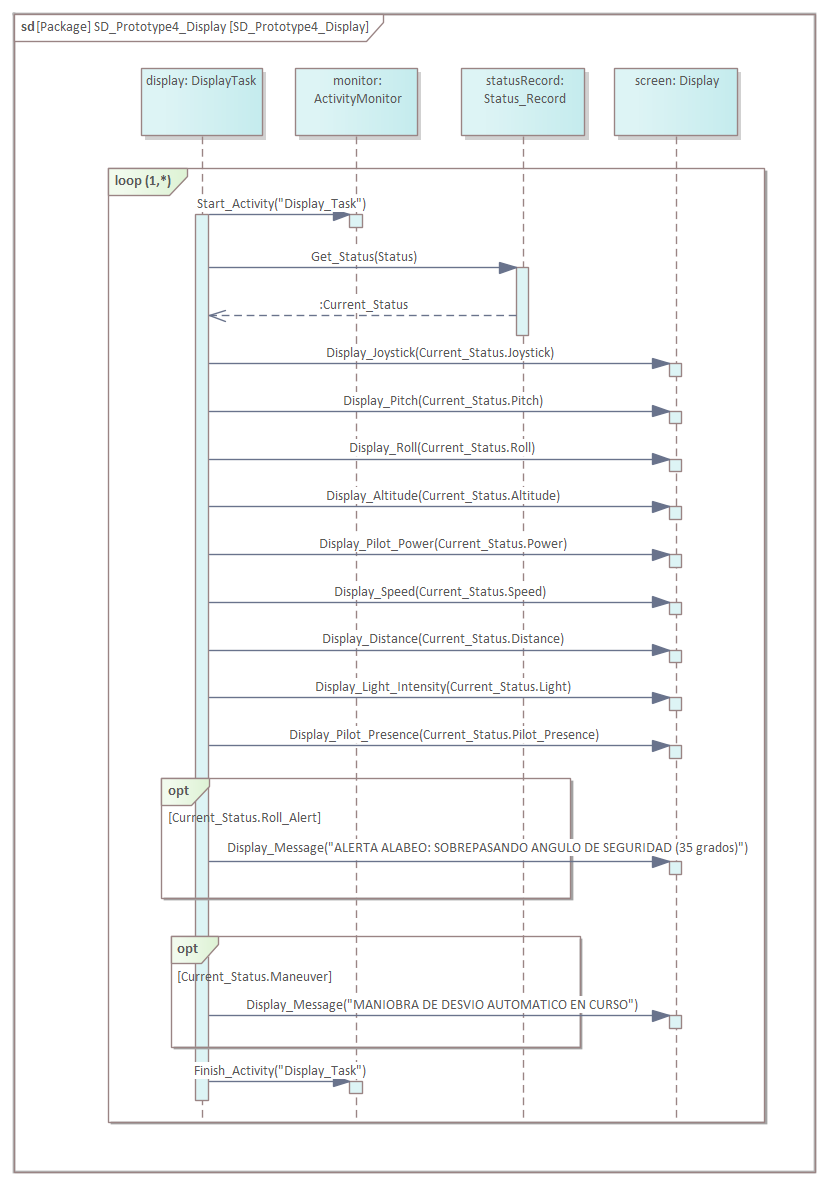 sd [Package] SD_Prototype4_Display [SD_Prototype4_Display]
display: DisplayTask
monitor:
ActivityMonitor
statusRecord:
Status_Record
screen: Display
loop (1,*)
Start_Activity("Display_Task")
Get_Status(Status)
:Current_Status
Display_Joystick(Current_Status.Joystick)
Display_Pitch(Current_Status.Pitch)
Display_Roll(Current_Status.Roll)
Display_Altitude(Current_Status.Altitude)
Display_Pilot_Power(Current_Status.Power)
Display_Speed(Current_Status.Speed)
Display_Distance(Current_Status.Distance)
Display_Light_Intensity(Current_Status.Light)
Display_Pilot_Presence(Current_Status.Pilot_Presence)
opt
[Current_Status.Roll_Alert]
Display_Message("ALERTA ALABEO: SOBREPASANDO ANGULO DE SEGURIDAD (35 grados)")
opt
[Current_Status.Maneuver]
Display_Message("MANIOBRA DE DESVIO AUTOMATICO EN CURSO")
Finish_Activity("Display_Task")